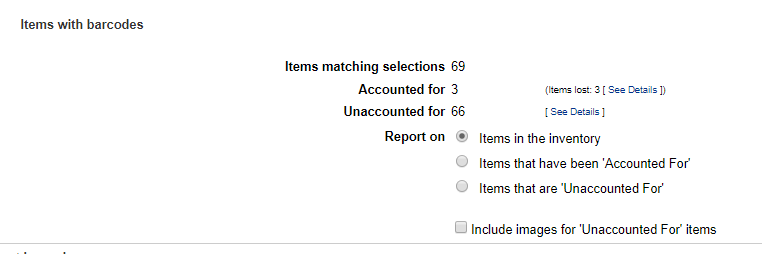 Items with barcodes
Items matching selections 69
Accounted for 3 (Items lost: 3 [ See Details ])
Unaccounted for 66 [ See Details ]
Report on Items in the inventory
Items that have been 'Accounted For'
Items that are 'Unaccounted For'
Include images for 'Unaccounted For' items